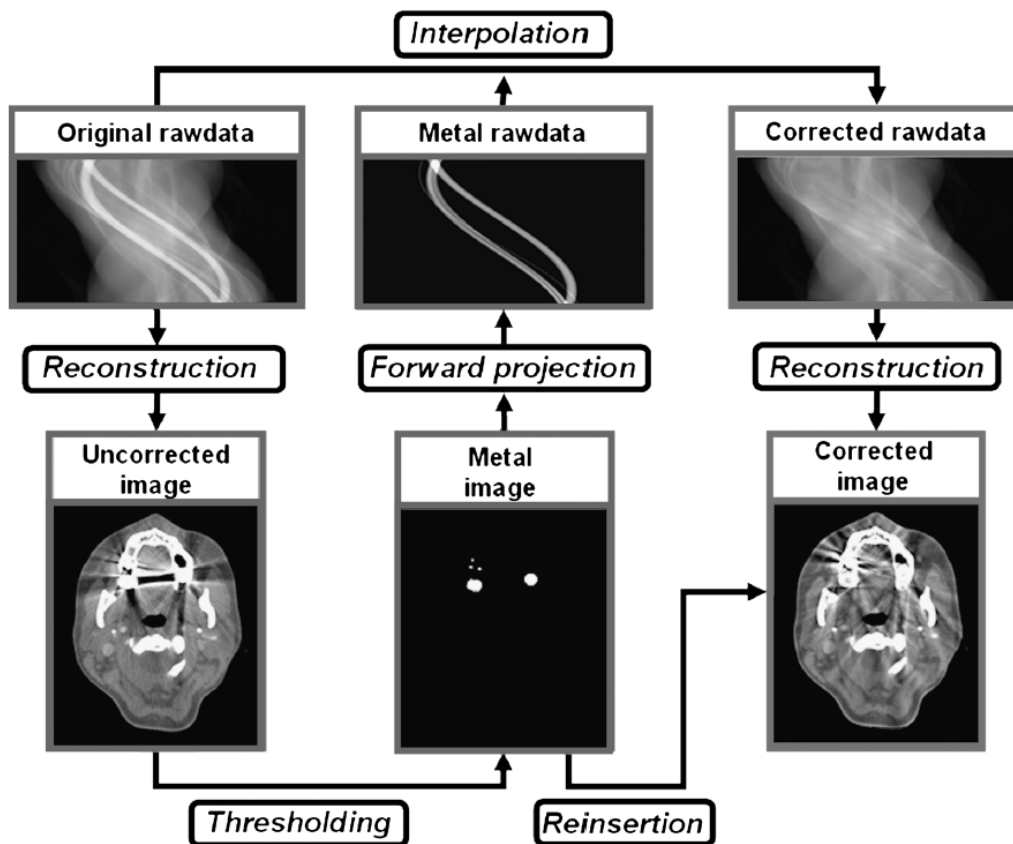 Interpolation
Original rawdata
Metal rawdata
Corrected rawdata
Reconstruction
Forward projection
Reconstruction
Uncorrected
image
Metal
image
Corrected
image
Thresholding
Reinsertion